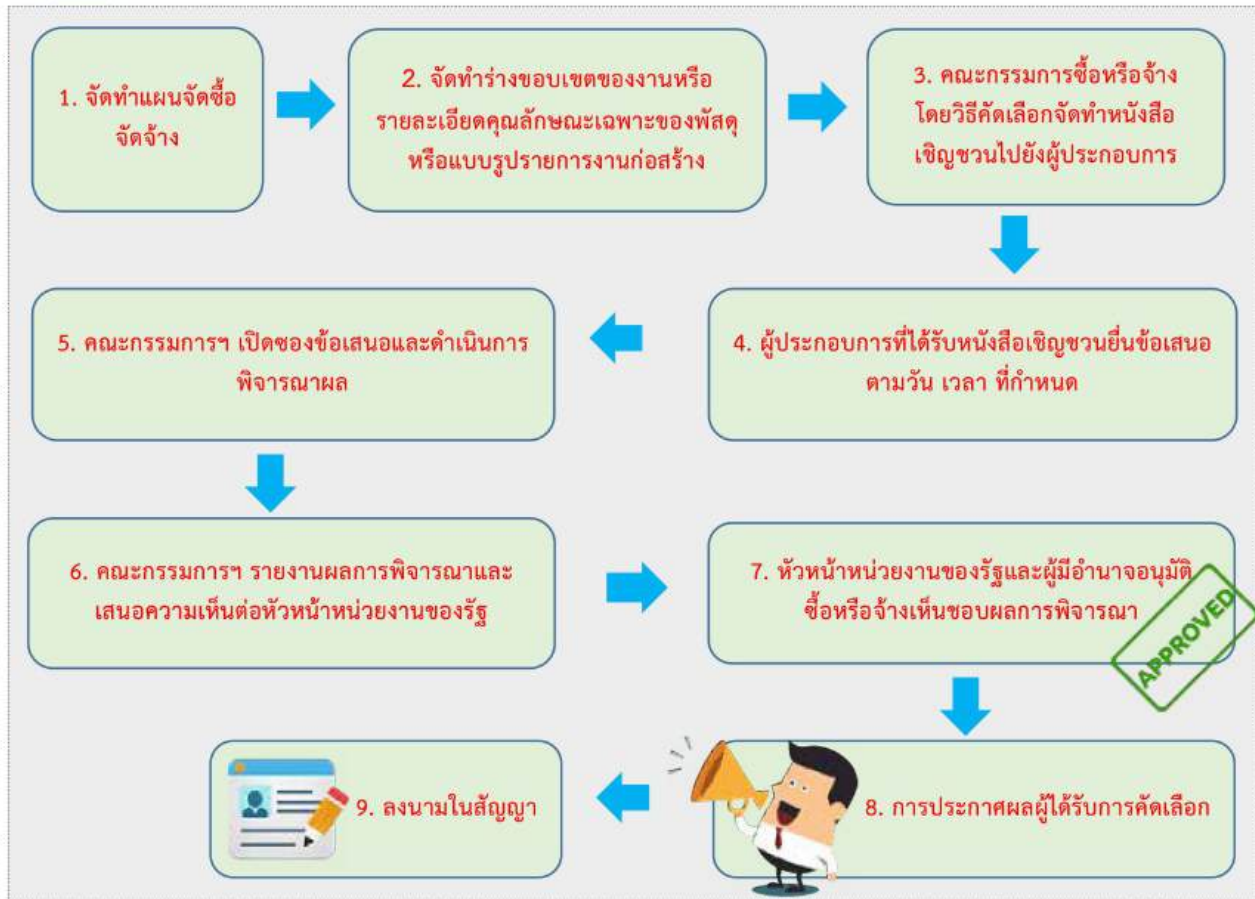 1. จัดทำแผนจัดซื้อ
จัดจ้าง
2. จัดทำร่างขอบเขตของงานหรือ
รายละเอียดคุณลักษณะเฉพาะของพัสดุ
หรือแบบรูปรายการงานก่อสร้าง
3. คณะกรรมการซื้อหรือจ้าง
โดยวิธีคัดเลือกจัดทำหนังสือ
เชิญชวนไปยังผู้ประกอบการ
4. ผู้ประกอบการที่ได้รับหนังสือเชิญชวนยื่นข้อเสนอ
ตามวัน เวลา ที่กำหนด
5. คณะกรรมการฯ เปิดซองข้อเสนอและดำเนินการ
พิจารณาผล
6. คณะกรรมการฯ รายงานผลการพิจารณาและ
เสนอความเห็นต่อหัวหน้าหน่วยงานของรัฐ
7. หัวหน้าหน่วยงานของรัฐและผู้มีอำนาจอนุมัติ
ซื้อหรือจ้างเห็นชอบผลการพิจารณา
APPROVED
8. การประกาศผลผู้ได้รับการคัดเลือก
9. ลงนามในสัญญา